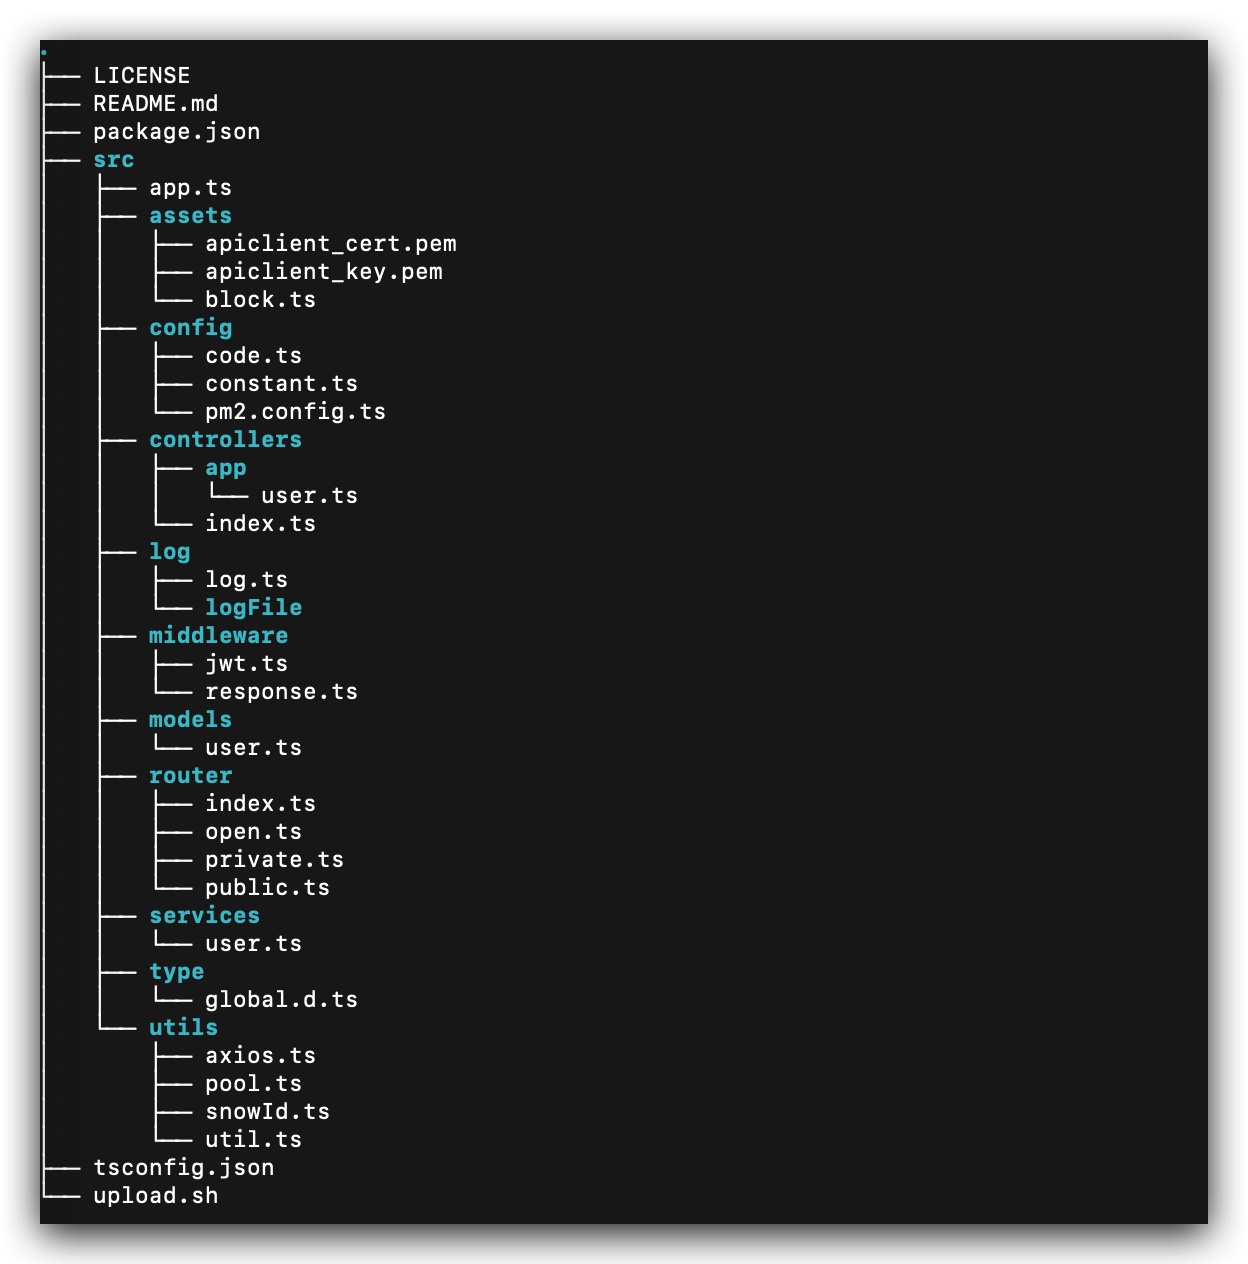 .
├── LICENSE
├── README.md
├── package.json
├── src
│   ├── app.ts
│   ├── assets
│   │   ├── apiclient_cert.pem
│   │   ├── apiclient_key.pem
│   │   └── block.ts
│   ├── config
│   │   ├── code.ts
│   │   ├── constant.ts
│   │   └── pm2.config.ts
│   ├── controllers
│   │   ├── app
│   │   │   └── user.ts
│   │   └── index.ts
│   ├── log
│   │   ├── log.ts
│   │   └── logFile
│   ├── middleware
│   │   ├── jwt.ts
│   │   └── response.ts
│   ├── models
│   │   └── user.ts
│   ├── router
│   │   ├── index.ts
│   │   ├── open.ts
│   │   ├── private.ts
│   │   └── public.ts
│   ├── services
│   │   └── user.ts
│   ├── type
│   │   └── global.d.ts
│   └── utils
│       ├── axios.ts
│       ├── pool.ts
│       ├── snowId.ts
│       └── util.ts
├── tsconfig.json
└── upload.sh